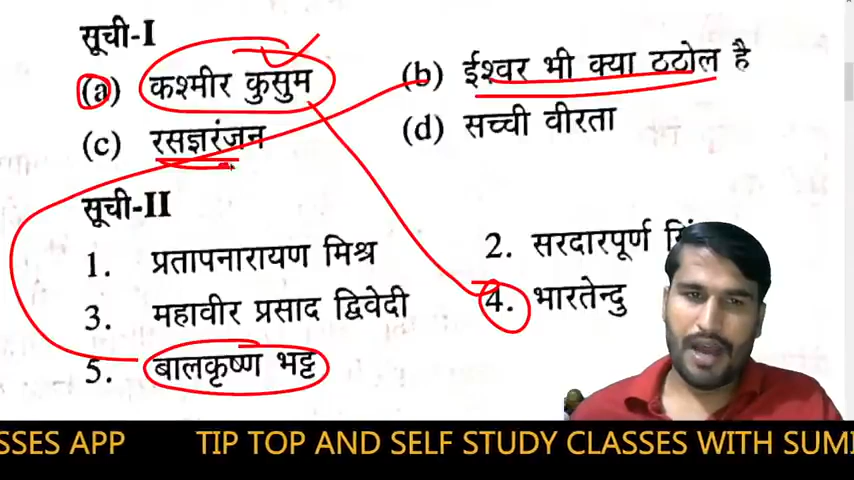 सूची-I
(a) कश्मीर कुसुम (b) ईश्वर भी क्या ठठोल है
(c) रसज्ञरंजन (d) सच्ची वीरता
सूची-II
1. प्रतापनारायण मिश्र 2. सरदारपूर्ण
3. महावीर प्रसाद द्विवेदी 4. भारतेन्दु
5. बालकृष्ण भट्ट
SSES APP TIP TOP AND SELF STUDY CLASSES WITH SUMI